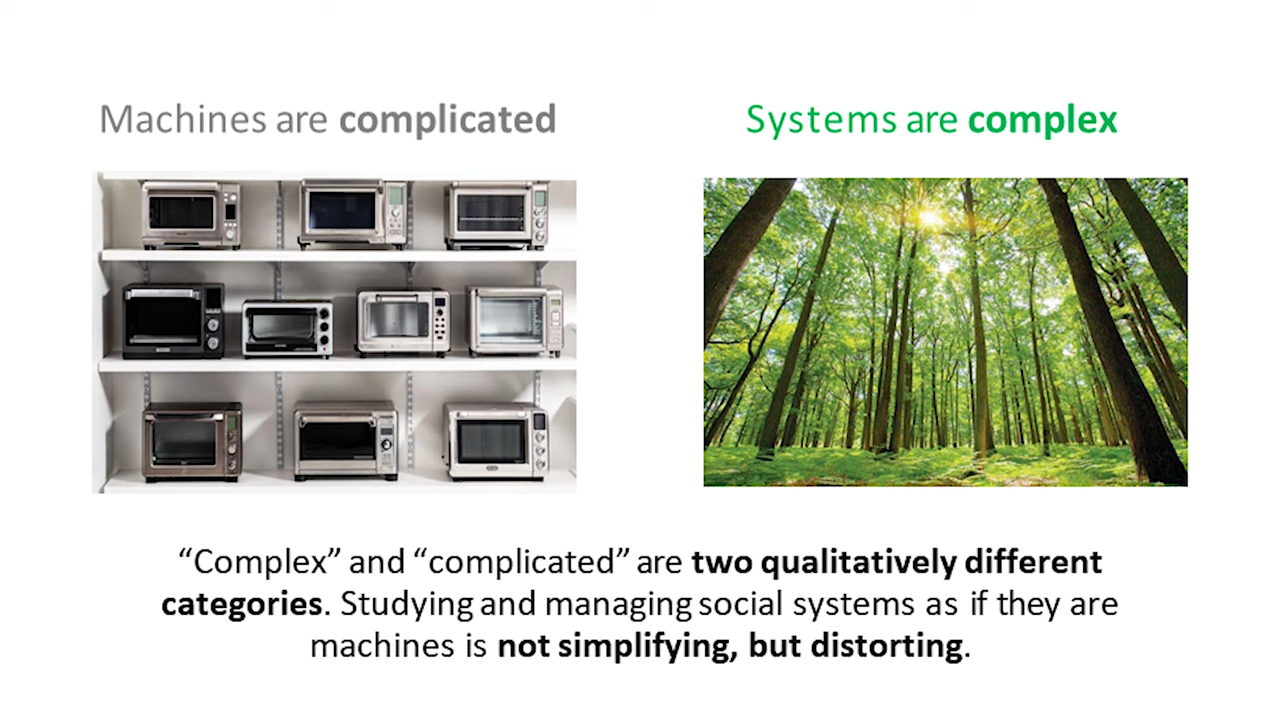 Machines are complicated
Systems are complex
“Complex” and “complicated” are two qualitatively different
categories. Studying and managing social systems as if they are
machines is not simplifying, but distorting.